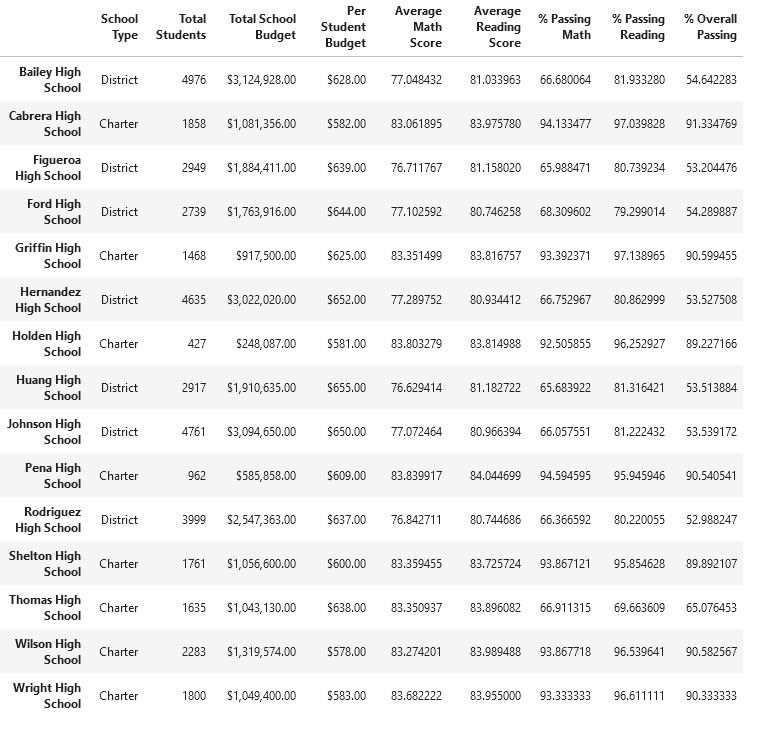 School Type Total Students Total School Budget Per Student Budget Average Math Score Average Reading Score % Passing Math % Passing Reading % Overall Passing
Bailey High School District 4976 $3,124,928.00 $628.00 77.048432 81.033963 66.680064 81.933280 54.642283
Cabrera High School Charter 1858 $1,081,356.00 $582.00 83.061895 83.975780 94.133477 97.039828 91.334769
Figueroa High School District 2949 $1,884,411.00 $639.00 76.711767 81.158020 65.988471 80.739234 53.204476
Ford High School District 2739 $1,763,916.00 $644.00 77.102592 80.746258 68.309602 79.299014 54.289887
Griffin High School Charter 1468 $917,500.00 $625.00 83.351499 83.816757 93.392371 97.138965 90.599455
Hernandez High School District 4635 $3,022,020.00 $652.00 77.289752 80.934412 66.752967 80.862999 53.527508
Holden High School Charter 427 $248,087.00 $581.00 83.803279 83.814988 92.505855 96.252927 89.227166
Huang High School District 2917 $1,910,635.00 $655.00 76.629414 81.182722 65.683922 81.316421 53.513884
Johnson High School District 4761 $3,094,650.00 $650.00 77.072464 80.966394 66.057551 81.222432 53.539172
Pena High School Charter 962 $585,858.00 $609.00 83.839917 84.044699 94.594595 95.945946 90.540541
Rodriguez High School District 3999 $2,547,363.00 $637.00 76.842711 80.744686 66.366592 80.220055 52.988247
Shelton High School Charter 1761 $1,056,600.00 $600.00 83.359455 83.725724 93.867121 95.854628 89.892107
Thomas High School Charter 1635 $1,043,130.00 $638.00 83.350937 83.896082 66.911315 69.663609 65.076453
Wilson High School Charter 2283 $1,319,574.00 $578.00 83.274201 83.989488 93.867718 96.539641 90.582567
Wright High School Charter 1800 $1,049,400.00 $583.00 83.682222 83.955000 93.333333 96.611111 90.333333